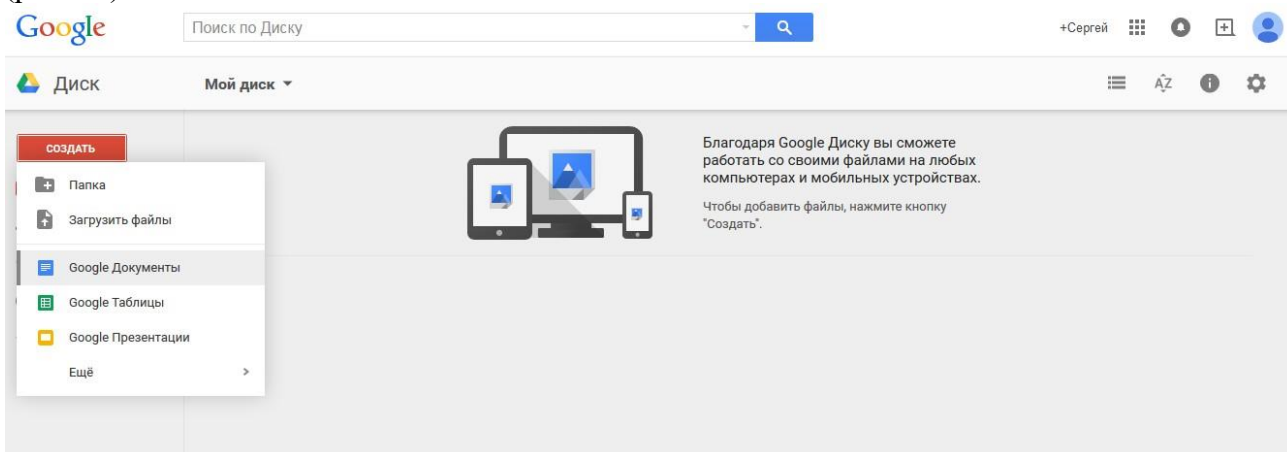 Google
Поиск по Диску
+Сергей
Диск
Мой диск
СОЗДАТЬ
Папка
Загрузить файлы
Google Документы
Google Таблицы
Google Презентации
Ещё
Благодаря Google Диску вы сможете
работать со своими файлами на любых
компьютерах и мобильных устройствах.
Чтобы добавить файлы, нажмите кнопку
"Создать".